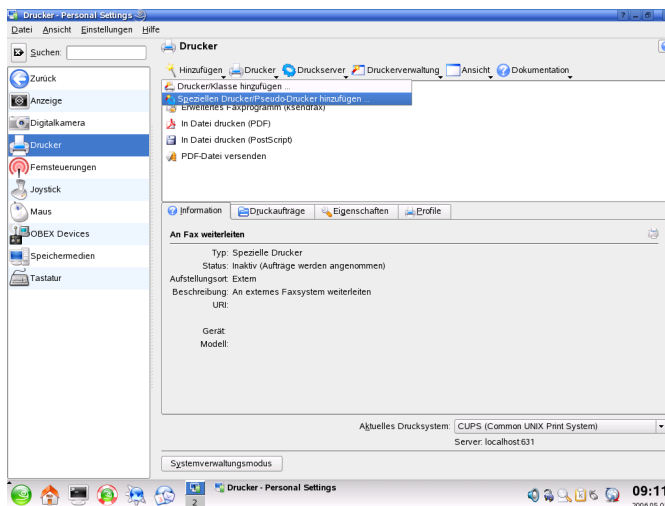 Drucker - Personal Settings
Datei Ansicht Einstellungen Hilfe
Suchen:
Drucker
Hinzufügen Drucker Druckserver Druckerverwaltung Ansicht Dokumentation
Drucker/Klasse hinzufügen ...
Speziellen Drucker/Pseudo-Drucker hinzufügen ...
Erweitertes Faxprogramm (ksendfax)
In Datei drucken (PDF)
In Datei drucken (PostScript)
PDF-Datei versenden
Zurück
Anzeige
Digitalkamera
Drucker
Fernsteuerungen
Joystick
Maus
OBEX Devices
Speichermedien
Tastatur
Information Druckaufträge Eigenschaften Profile
An Fax weiterleiten
Typ: Spezielle Drucker
Status: Inaktiv (Aufträge werden angenommen)
Aufstellungsort: Extern
Beschreibung: An externes Faxsystem weiterleiten
URI:
Gerät:
Modell:
Aktuelles Drucksystem: CUPS (Common UNIX Print System)
Server: localhost:631
Systemverwaltungsmodus
2
Drucker - Personal Settings
09:11